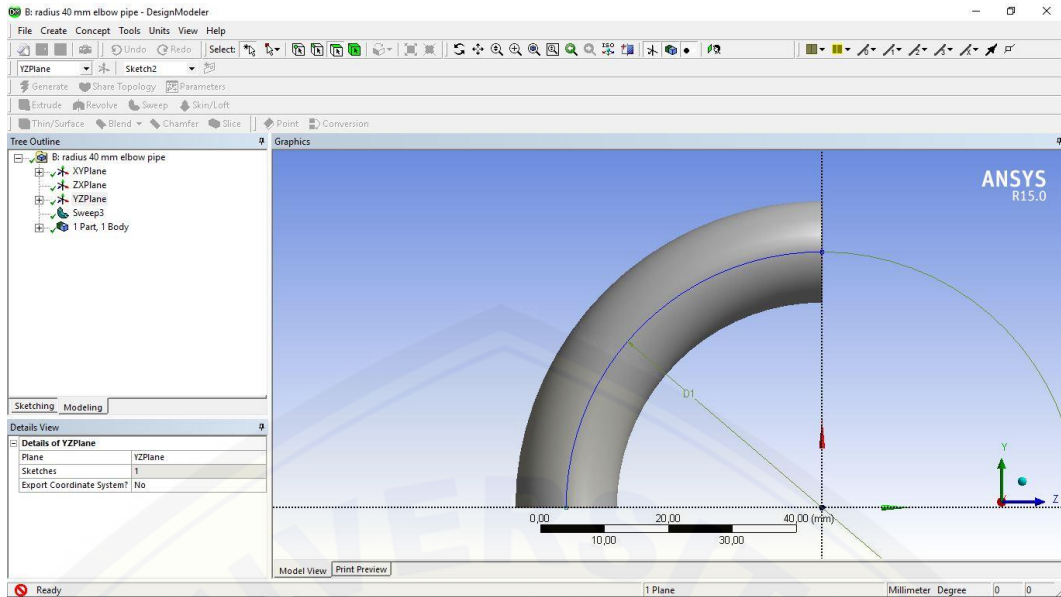 B: radius 40 mm elbow pipe - DesignModeler
File Create Concept Tools Units View Help
Undo Redo Select:
YZPlane Sketch2
Generate Share Topology Parameters
Extrude Revolve Sweep Skin/Loft
Thin/Surface Blend Chamfer Slice Point Conversion
Tree Outline
B: radius 40 mm elbow pipe
XYPlane
ZXPlane
YZPlane
Sweep3
1 Part, 1 Body
Sketching Modeling
Details View
Details of YZPlane
Plane YZPlane
Sketches 1
Export Coordinate System? No
Graphics
ANSYS
R15.0
D1
Y
Z
0,00 20,00 40,00 (mm)
10,00 30,00
Model View Print Preview
Ready 1 Plane Millimeter Degree 0 0